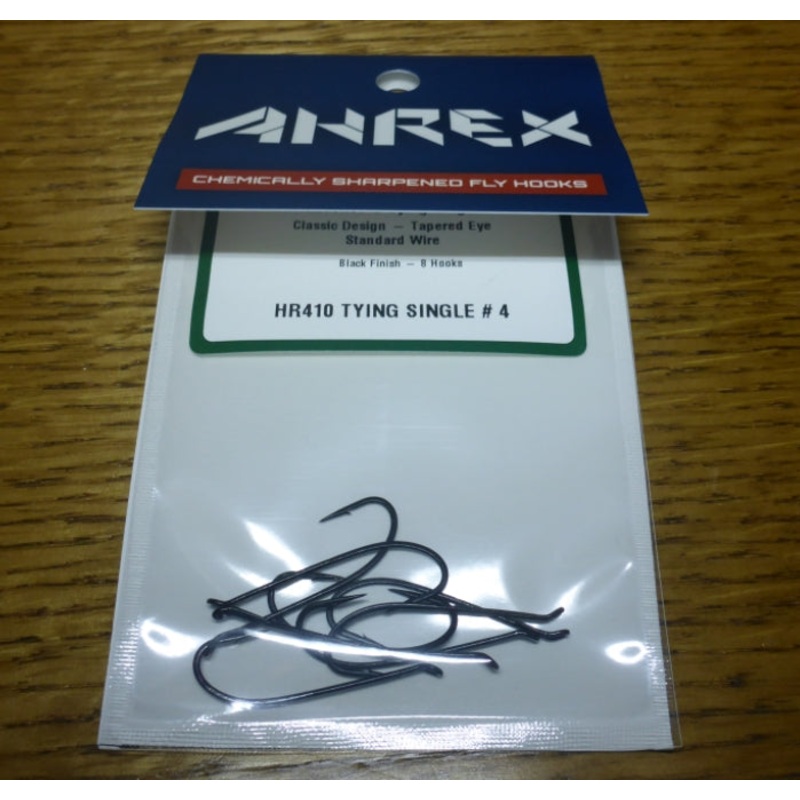 AHREX
CHEMICALLY SHARPENED FLY HOOKS
Classic Design – Tapered Eye
Standard Wire
Black Finish – 8 Hooks
HR410 TYING SINGLE # 4